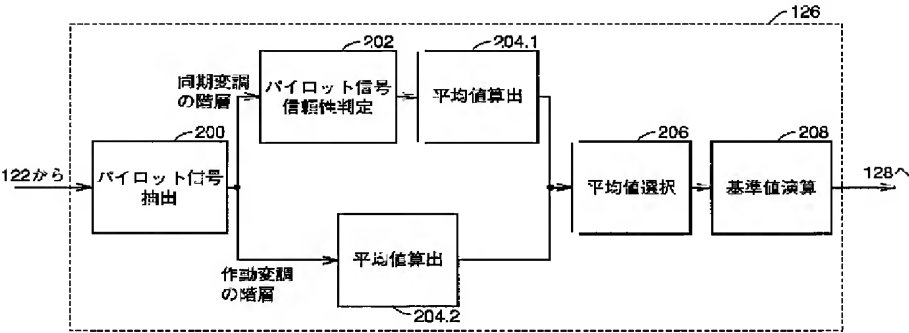 126
202
204.1
同期変調
の階層
パイロット信号
信頼性判定
平均値算出
200
206
208
122から
パイロット信号
抽出
平均値選択
基準値演算
128へ
作動変調
の階層
平均値算出
204.2